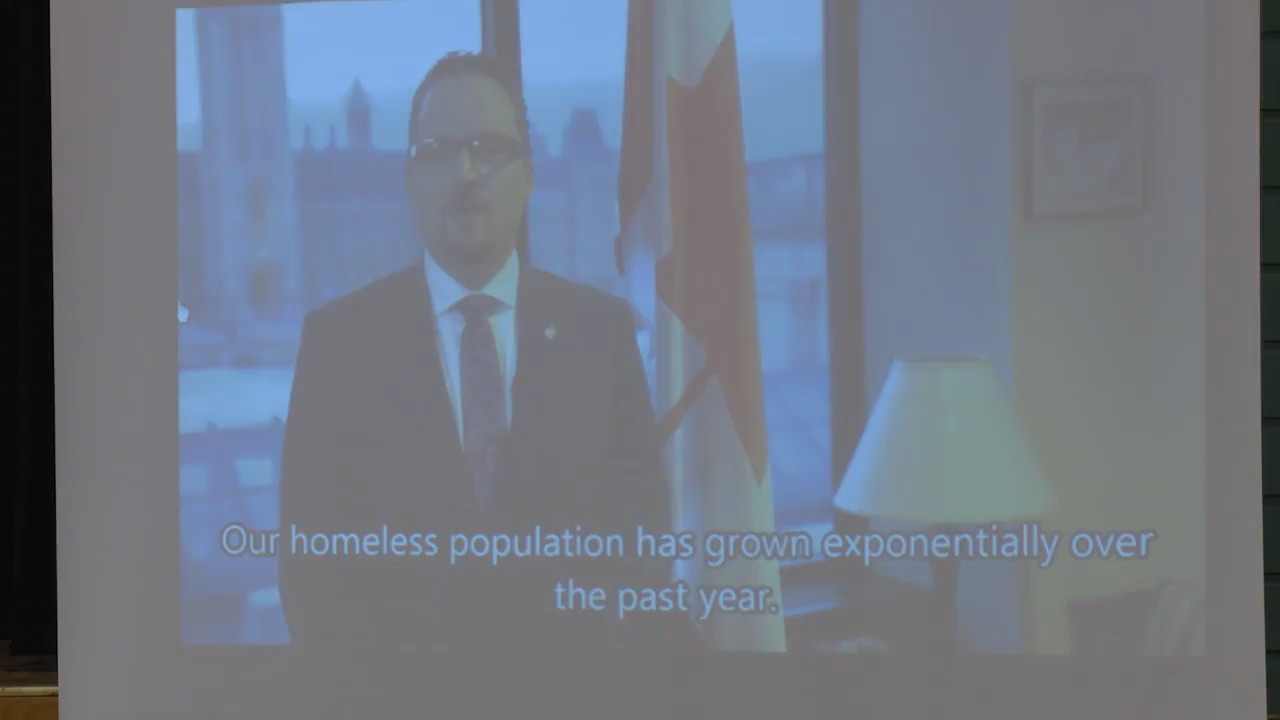 Our homeless population has grown exponentially over
the past year.